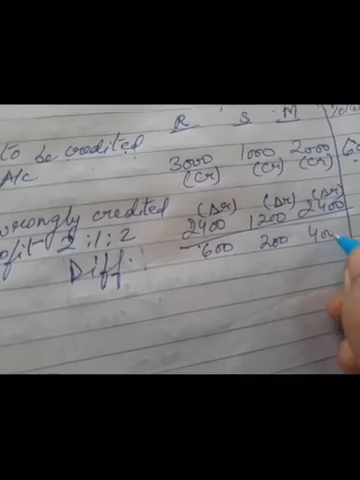 R S M
to be credited
A/c 3000 1000 2000
(Cr) (Cr) (Cr)
wrongly credited (Dr) (Dr) (Dr)
ofit 2:1:2 2400 1200 2400
Diff. 600 200 400